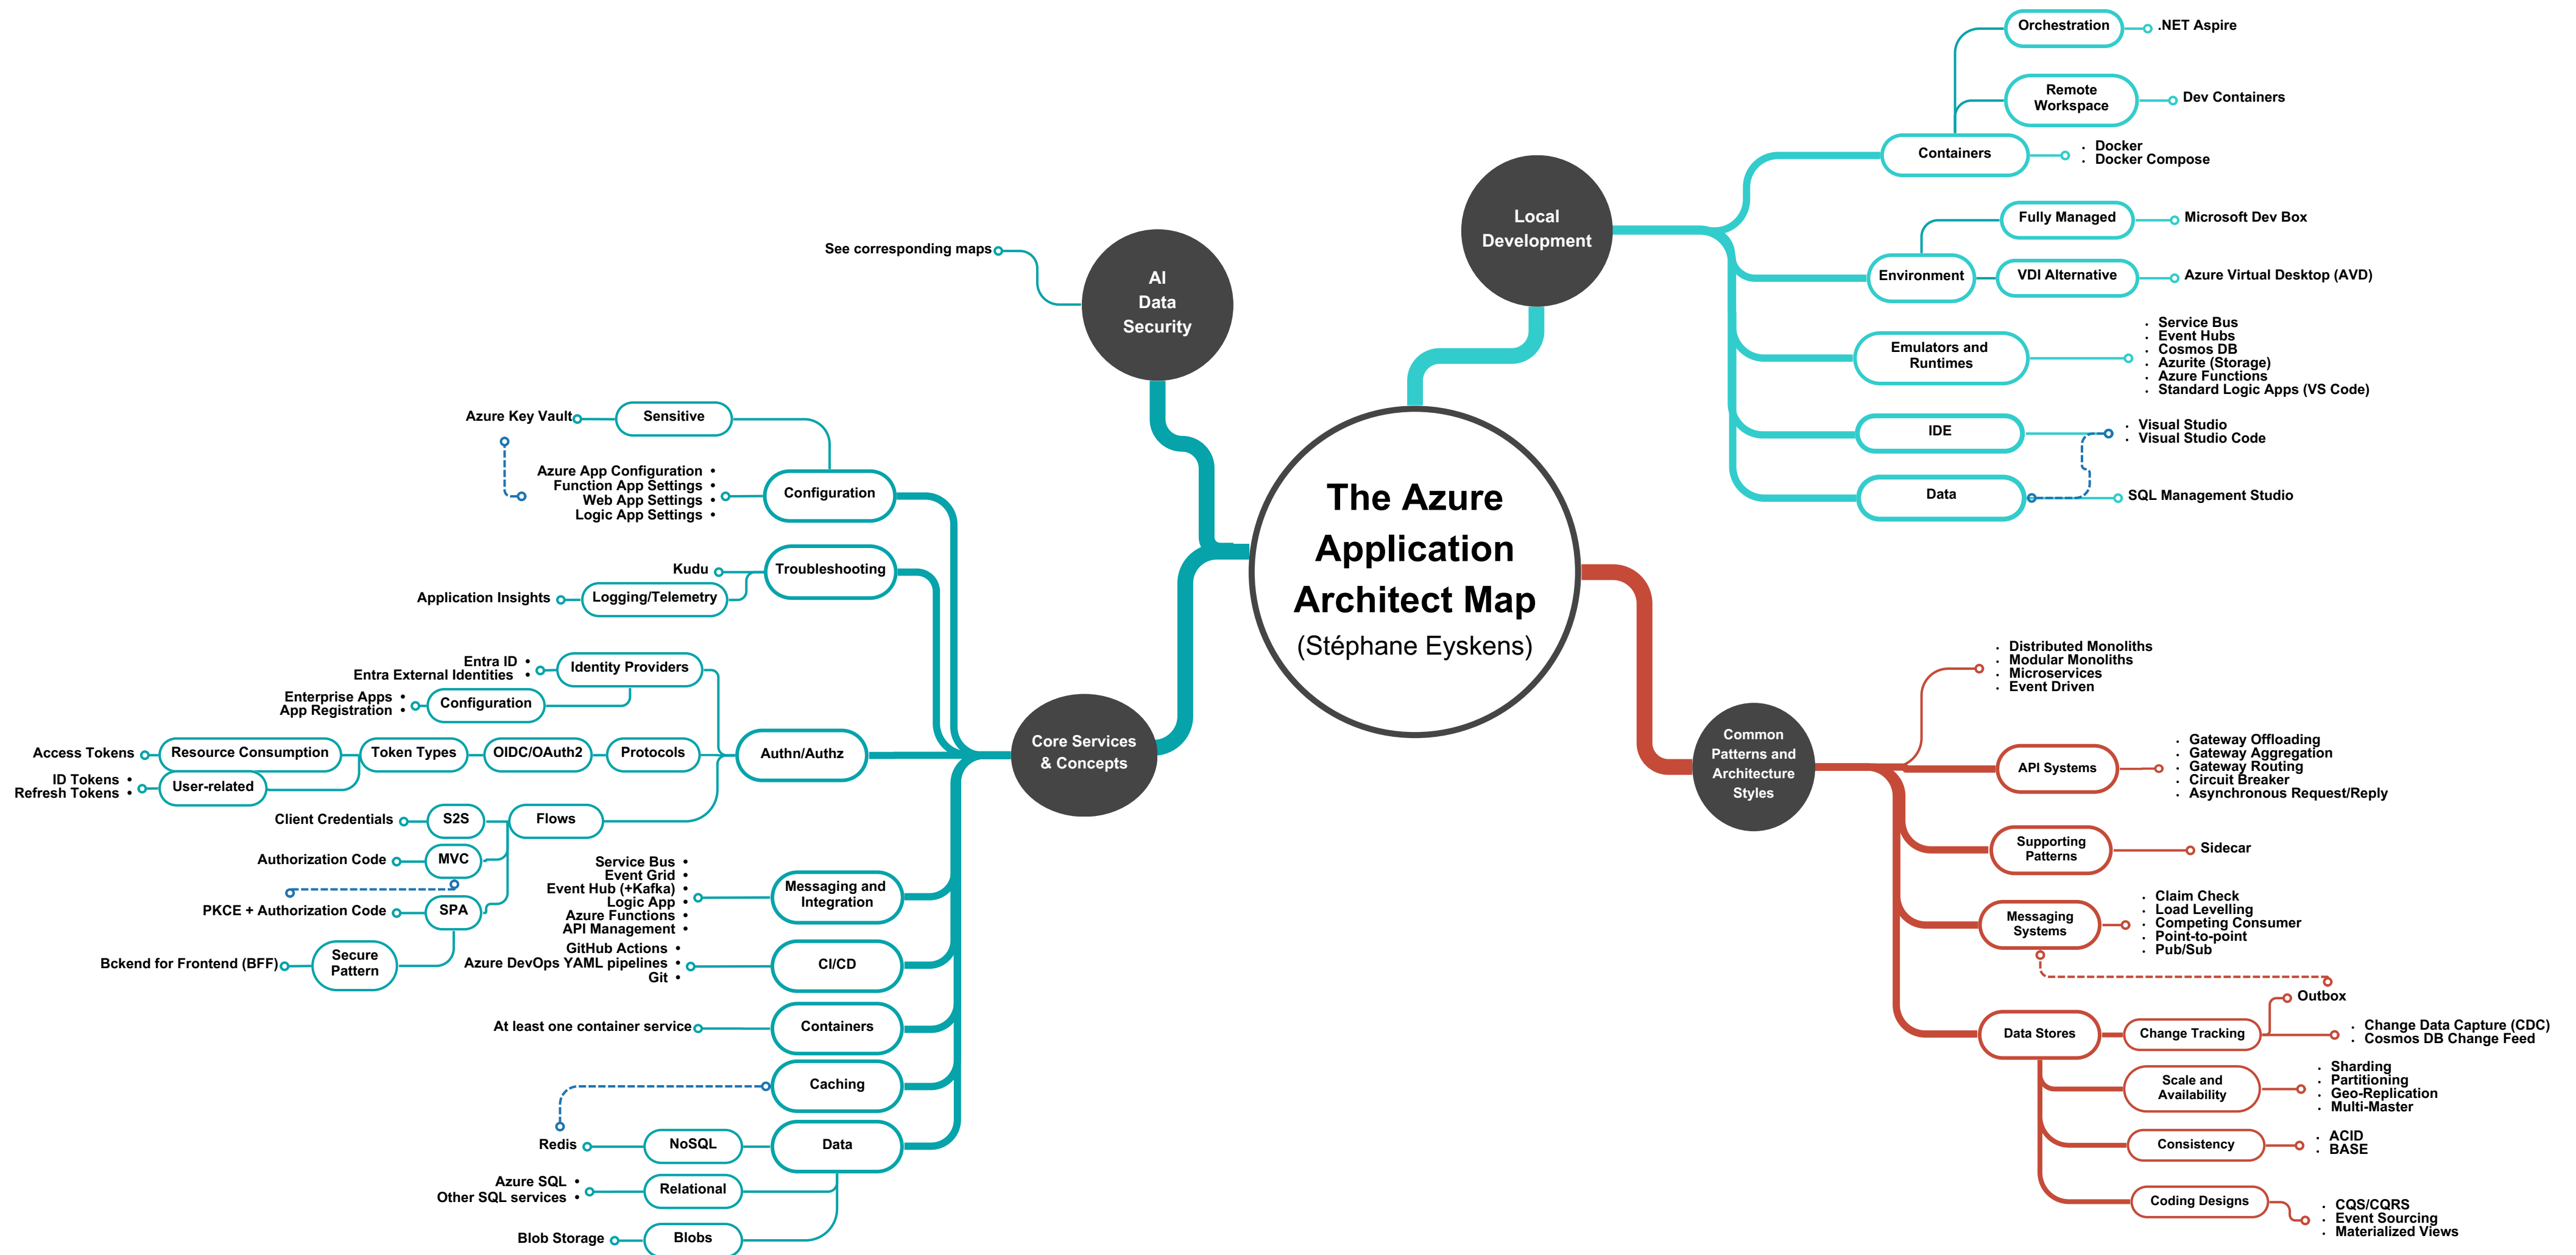 The Azure
Application
Architect Map
(Stéphane Eyskens)
Local
Development
Orchestration
.NET Aspire
Remote
Workspace
Dev Containers
Containers
Docker
Docker Compose
Fully Managed
Microsoft Dev Box
Environment
VDI Alternative
Azure Virtual Desktop (AVD)
Emulators and
Runtimes
Service Bus
Event Hubs
Cosmos DB
Azurite (Storage)
Azure Functions
Standard Logic Apps (VS Code)
IDE
Visual Studio
Visual Studio Code
Data
SQL Management Studio
AI
Data
Security
See corresponding maps
Core Services
& Concepts
Sensitive
Azure Key Vault
Configuration
Azure App Configuration
Function App Settings
Web App Settings
Logic App Settings
Troubleshooting
Kudu
Logging/Telemetry
Application Insights
Authn/Authz
Identity Providers
Entra ID
Entra External Identities
Configuration
Enterprise Apps
App Registration
Protocols
OIDC/OAuth2
Token Types
Resource Consumption
Access Tokens
User-related
ID Tokens
Refresh Tokens
Flows
S2S
Client Credentials
MVC
Authorization Code
SPA
PKCE + Authorization Code
Secure
Pattern
Bckend for Frontend (BFF)
Messaging and
Integration
Service Bus
Event Grid
Event Hub (+Kafka)
Logic App
Azure Functions
API Management
CI/CD
GitHub Actions
Azure DevOps YAML pipelines
Git
Containers
At least one container service
Caching
Data
NoSQL
Redis
Relational
Azure SQL
Other SQL services
Blobs
Blob Storage
Common
Patterns and
Architecture
Styles
Distributed Monoliths
Modular Monoliths
Microservices
Event Driven
API Systems
Gateway Offloading
Gateway Aggregation
Gateway Routing
Circuit Breaker
Asynchronous Request/Reply
Supporting
Patterns
Sidecar
Messaging
Systems
Claim Check
Load Levelling
Competing Consumer
Point-to-point
Pub/Sub
Data Stores
Change Tracking
Outbox
Change Data Capture (CDC)
Cosmos DB Change Feed
Scale and
Availability
Sharding
Partitioning
Geo-Replication
Multi-Master
Consistency
ACID
BASE
Coding Designs
CQS/CQRS
Event Sourcing
Materialized Views